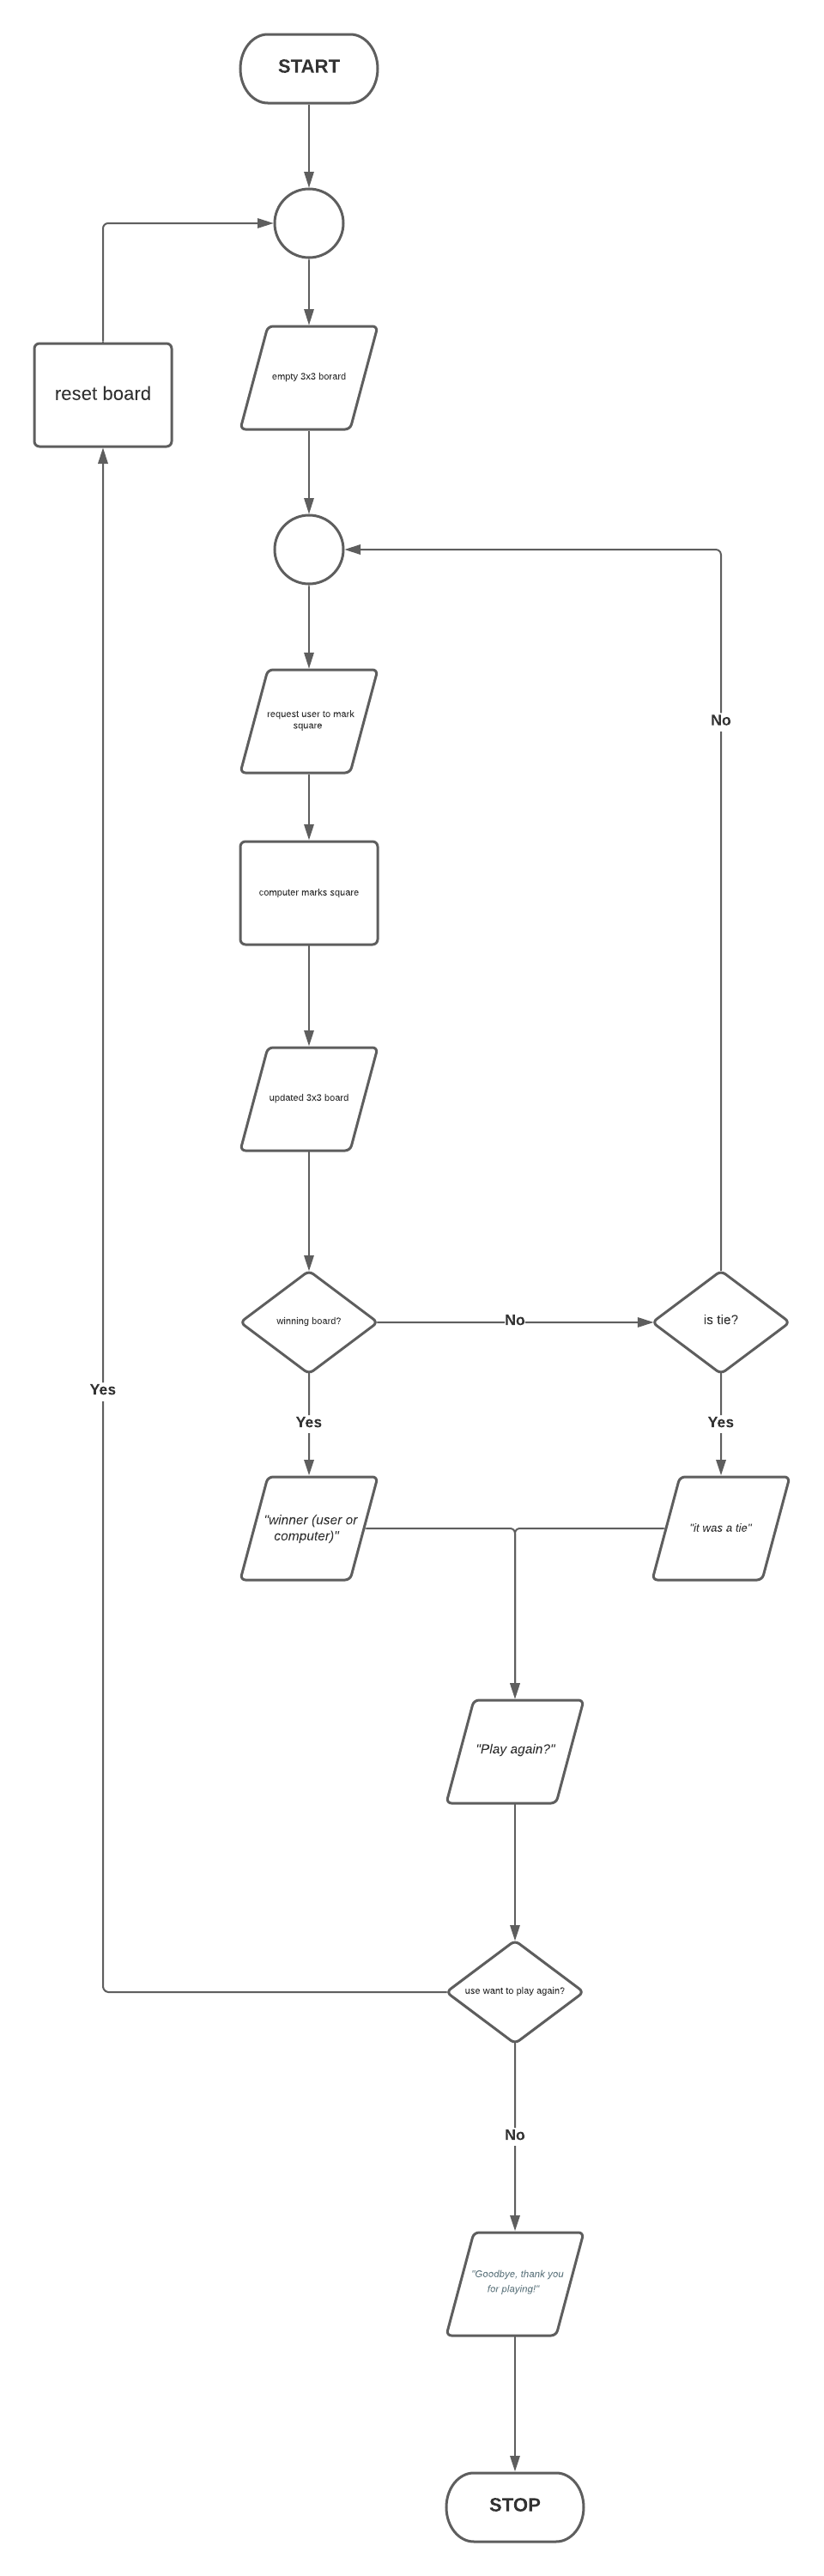 START
empty 3x3 borard
reset board
request user to mark
square
No
computer marks square
updated 3x3 board
winning board?
No
is tie?
Yes
Yes
Yes
"winner (user or
computer)"
"it was a tie"
"Play again?"
use want to play again?
No
"Goodbye, thank you
for playing!"
STOP